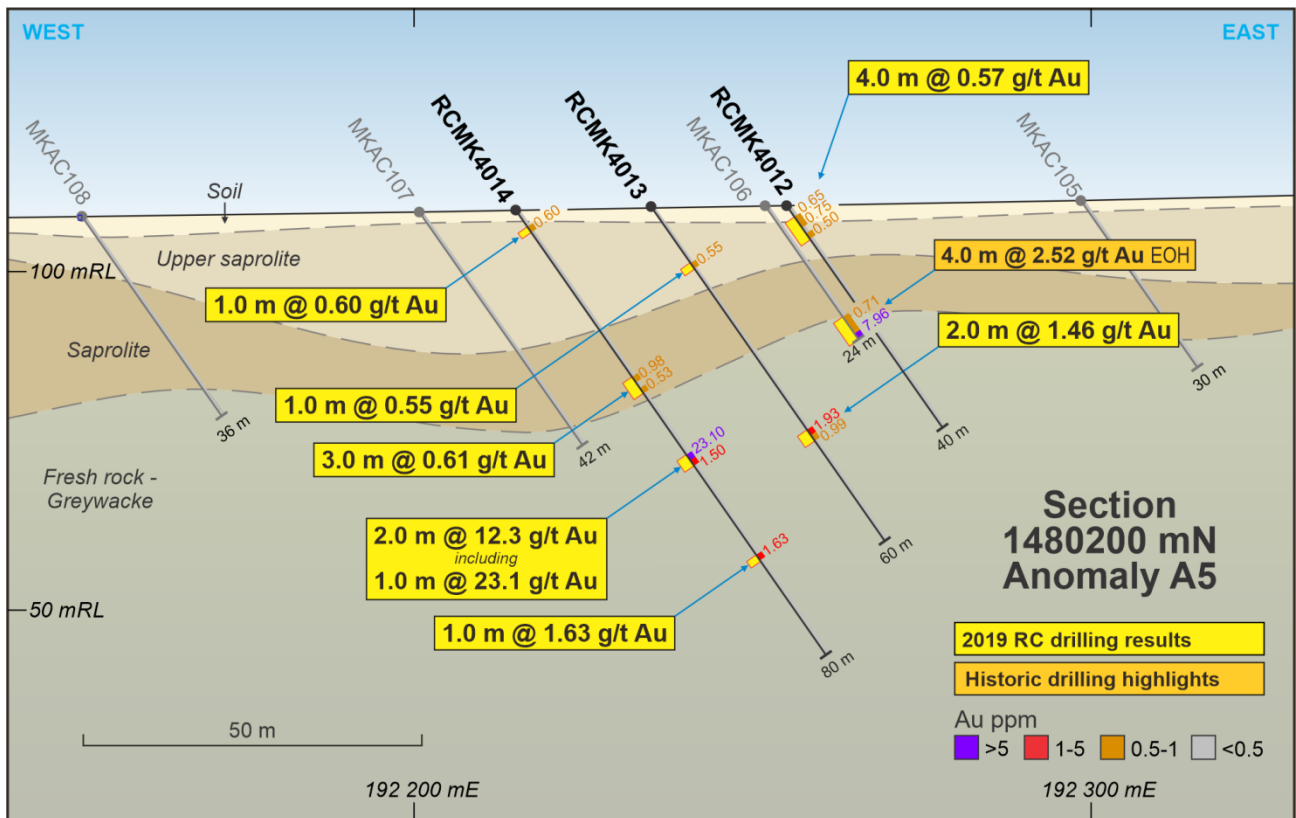 WEST
EAST
MKAC108
MKAC107
RCMK4014
RCMK4013
MKAC106
RCMK4012
MKAC105
4.0 m @ 0.57 g/t Au
Soil
Upper saprolite
Saprolite
Fresh rock -
Greywacke
100 mRL
50 mRL
0.60
0.55
0.65
0.75
0.50
1.0 m @ 0.60 g/t Au
4.0 m @ 2.52 g/t Au EOH
0.71
7.96
24 m
2.0 m @ 1.46 g/t Au
30 m
0.98
0.53
1.0 m @ 0.55 g/t Au
36 m
42 m
1.93
0.99
40 m
3.0 m @ 0.61 g/t Au
23.10
1.50
2.0 m @ 12.3 g/t Au
including
1.0 m @ 23.1 g/t Au
1.63
60 m
1.0 m @ 1.63 g/t Au
80 m
Section
1480200 mN
Anomaly A5
2019 RC drilling results
Historic drilling highlights
Au ppm
>5
1-5
0.5-1
<0.5
50 m
192 200 mE
192 300 mE